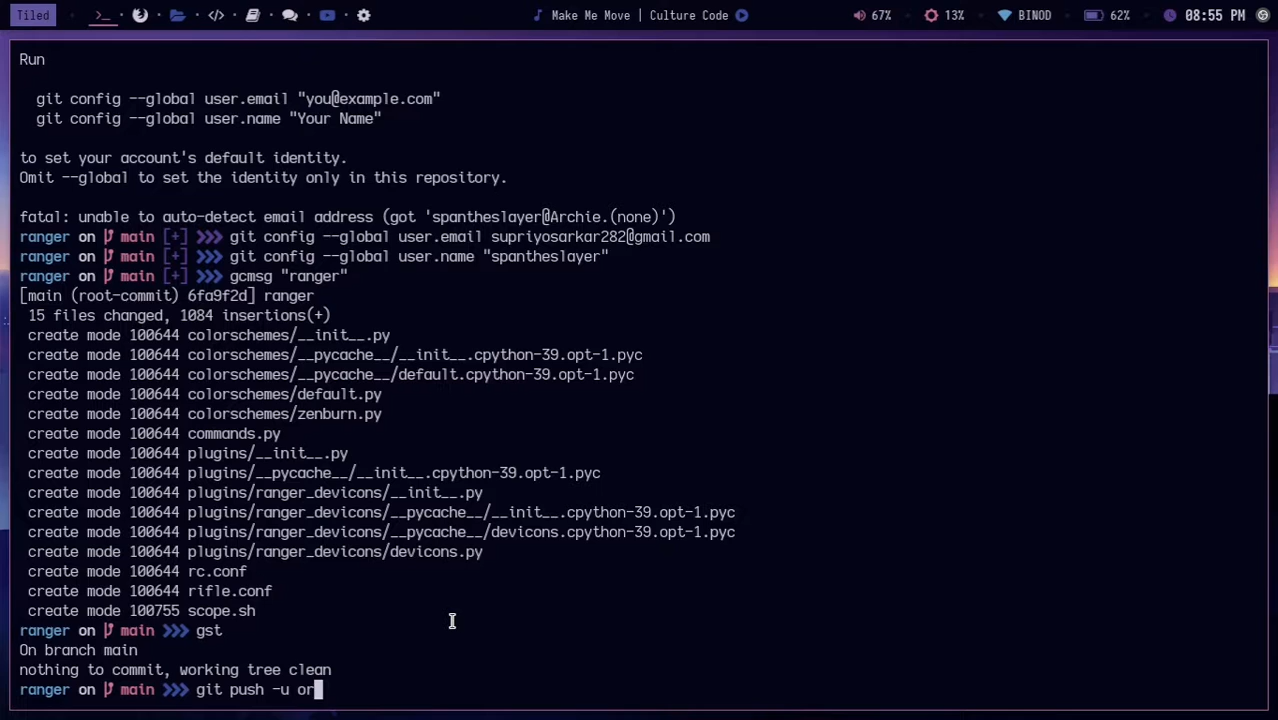 Tiled
Make Me Move | Culture Code
67%
13%
BINOD
62%
08:55 PM
Run
git config --global user.email "you@example.com"
git config --global user.name "Your Name"
to set your account's default identity.
Omit --global to set the identity only in this repository.
fatal: unable to auto-detect email address (got 'spantheslayer@Archie.(none)')
ranger on main [+] >>> git config --global user.email supriyosarkar282@gmail.com
ranger on main [+] >>> git config --global user.name "spantheslayer"
ranger on main [+] >>> gcmsg "ranger"
[main (root-commit) 6fa9f2d] ranger
15 files changed, 1084 insertions(+)
create mode 100644 colorschemes/__init__.py
create mode 100644 colorschemes/__pycache__/__init__.cpython-39.opt-1.pyc
create mode 100644 colorschemes/__pycache__/default.cpython-39.opt-1.pyc
create mode 100644 colorschemes/default.py
create mode 100644 colorschemes/zenburn.py
create mode 100644 commands.py
create mode 100644 plugins/__init__.py
create mode 100644 plugins/__pycache__/__init__.cpython-39.opt-1.pyc
create mode 100644 plugins/ranger_devicons/__init__.py
create mode 100644 plugins/ranger_devicons/__pycache__/__init__.cpython-39.opt-1.pyc
create mode 100644 plugins/ranger_devicons/__pycache__/devicons.cpython-39.opt-1.pyc
create mode 100644 plugins/ranger_devicons/devicons.py
create mode 100644 rc.conf
create mode 100644 rifle.conf
create mode 100755 scope.sh
ranger on main >>> gst
On branch main
nothing to commit, working tree clean
ranger on main >>> git push -u or